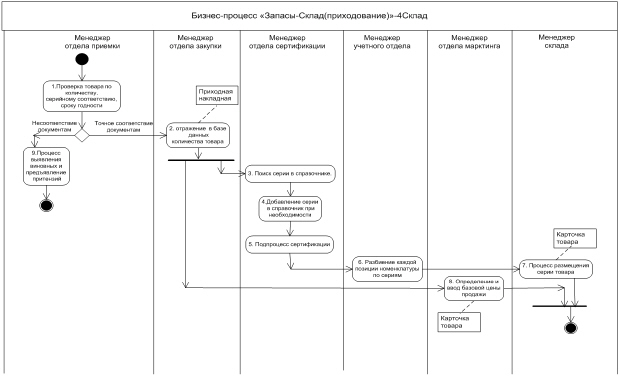 Бизнес-процесс «Запасы-Склад(приходование)»-4Склад
Менеджер
отдела приемки
Менеджер
отдела закупки
Менеджер
отдела сертификации
Менеджер
учетного отдела
Менеджер
отдела марктинга
Менеджер
склада
1.Проверка товара по
количеству,
серийному соответствию,
сроку годности
Приходная
накладная
Несоответствие
документам
Точное соответствие
документам
2. отражение в базе
данных
количества товара
9.Процесс
выявления
виновных и
предъявление
притензий
3. Поиск серии в справочнике.
4.Добавление серии
в справочник при
необходимости
5. Подпроцесс сертификации
6. Разбиение каждой
позиции номенклатуры
по сериям
Карточка
товара
7. Процесс размещения
серии товара
8. Определение и
ввод базовой цены
продажи
Карточка
товара